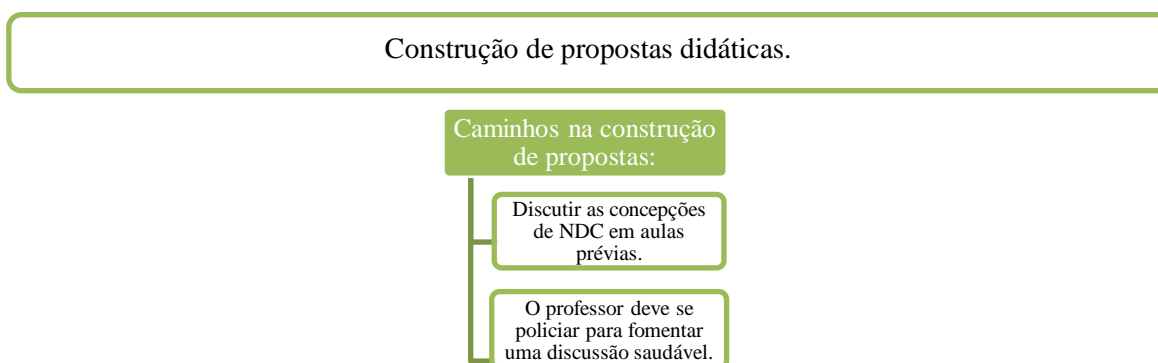 Construção de propostas didáticas.
Caminhos na construção
de propostas:
Discutir as concepções
de NDC em aulas
prévias.
O professor deve se
policiar para fomentar
uma discussão saudável.